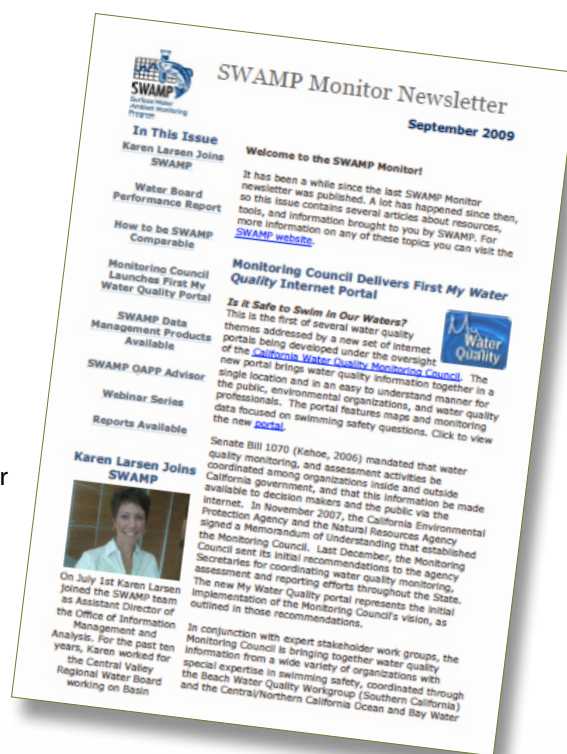 SWAMP
Surface Water
Ambient Monitoring
Program
SWAMP Monitor Newsletter
September 2009
In This Issue
Karen Larsen Joins
SWAMP
Water Board
Performance Report
How to be SWAMP
Comparable
Monitoring Council
Launches First My
Water Quality Portal
SWAMP Data
Management Products
Available
SWAMP QAPP Advisor
Webinar Series
Reports Available
Karen Larsen Joins
SWAMP
On July 1st Karen Larsen
joined the SWAMP team
as Assistant Director of
the Office of Information
Management and
Analysis. For the past ten
years, Karen worked for
the Central Valley
Regional Water Board
working on Basin
Welcome to the SWAMP Monitor!
It has been a while since the last SWAMP Monitor
newsletter was published. A lot has happened since then,
so this issue contains several articles about resources,
tools, and information brought to you by SWAMP. For
more information on any of these topics you can visit the
SWAMP website.
Monitoring Council Delivers First My Water
Quality Internet Portal
Is it Safe to Swim in Our Waters?
This is the first of several water quality
themes addressed by a new set of internet
portals being developed under the oversight
of the California Water Quality Monitoring Council. The
new portal brings water quality information together in a
single location and in an easy to understand manner for
the public, environmental organizations, and water quality
professionals. The portal features maps and monitoring
data focused on swimming safety questions. Click to view
the new portal.
My
Water
Quality
Senate Bill 1070 (Kehoe, 2006) mandated that water
quality monitoring, and assessment activities be
coordinated among organizations inside and outside
California government, and that this information be made
available to decision makers and the public via the
internet. In November 2007, the California Environmental
Protection Agency and the Natural Resources Agency
signed a Memorandum of Understanding that established
the Monitoring Council. Last December, the Monitoring
Council sent its initial recommendations to the agency
Secretaries for coordinating water quality monitoring,
assessment and reporting efforts throughout the State.
The new My Water Quality portal represents the initial
implementation of the Monitoring Council's vision, as
outlined in those recommendations.
In conjunction with expert stakeholder work groups, the
Monitoring Council is bringing together water quality
information from a wide variety of organizations with
special expertise in swimming safety, coordinated through
the Beach Water Quality Workgroup (Southern California)
and the Central/Northern California Ocean and Bay Water
r